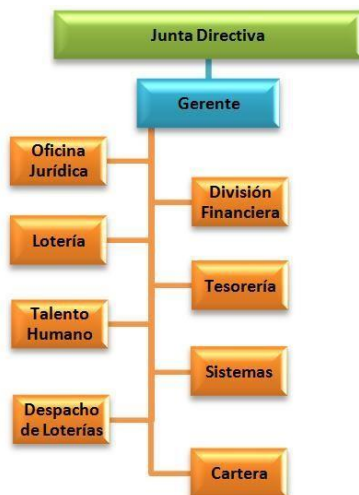 Junta Directiva
Gerente
Oficina
Jurídica
División
Financiera
Lotería
Tesorería
Talento
Humano
Sistemas
Despacho
de Loterías
Cartera